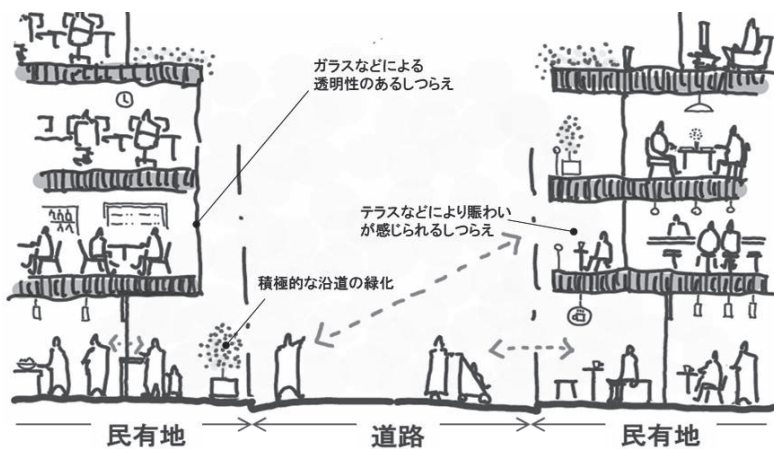 ガラスなどによる
透明性のあるしつらえ
テラスなどにより賑わい
が感じられるしつらえ
積極的な沿道の緑化
民有地
道路
民有地